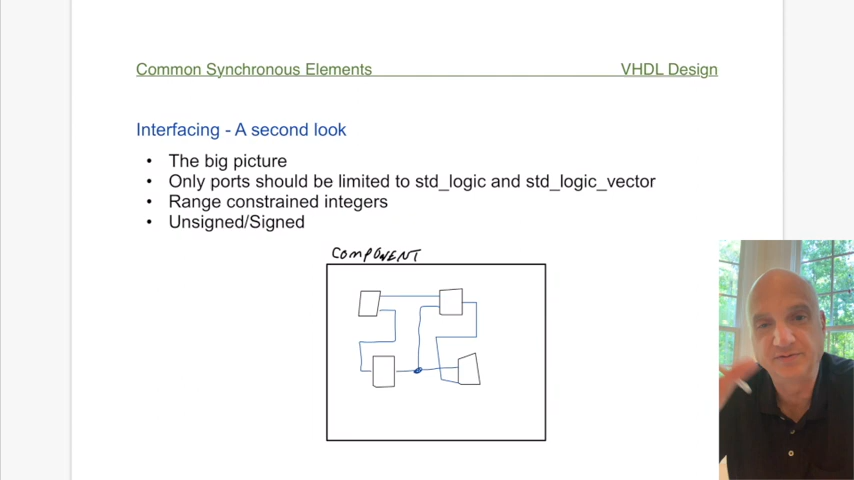 Common Synchronous Elements VHDL Design
Interfacing - A second look
• The big picture
• Only ports should be limited to std_logic and std_logic_vector
• Range constrained integers
• Unsigned/Signed
COMPONENT